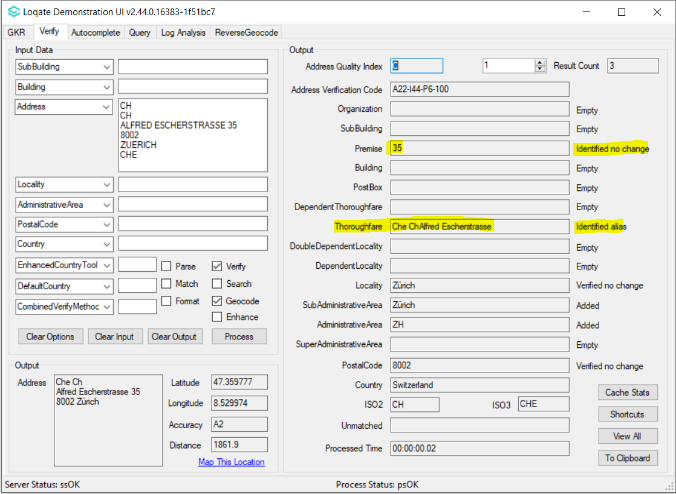 Loqate Demonstration UI v2.44.0.16383-1f51bc7
GKR Verify Autocomplete Query Log Analysis ReverseGeocode
Input Data
SubBuilding
Building
Address
CH
CH
ALFRED ESCHERSTRASSE 35
8002
ZUERICH
CHE
Locality
AdministrativeArea
PostalCode
Country
EnhancedCountryTool
Parse Verify
DefaultCountry
Match Search
CombinedVerifyMethoc
Format Geocode
Enhance
Clear Options Clear Input Clear Output Process
Output
Address
Che Ch
Alfred Escherstrasse 35
8002 Zürich
Latitude 47.359777
Longitude 8.529974
Accuracy A2
Distance 1861.9
Map This Location
Output
Address Quality Index C 1 Result Count 3
Address Verification Code A22-I44-P6-100
Organization Empty
SubBuilding Empty
Premise 35 Identified no change
Building Empty
PostBox Empty
DependentThoroughfare Empty
Thoroughfare Che ChAlfred Escherstrasse Identified alias
DoubleDependentLocality Empty
DependentLocality Empty
Locality Zürich Verified no change
SubAdministrativeArea Zürich Added
AdministrativeArea ZH Added
SuperAdministrativeArea Empty
PostalCode 8002 Verified no change
Country Switzerland
ISO2 CH ISO3 CHE
Unmatched
Processed Time 00:00:00.02
Cache Stats
Shortcuts
View All
To Clipboard
Server Status: ssOK Process Status: psOK